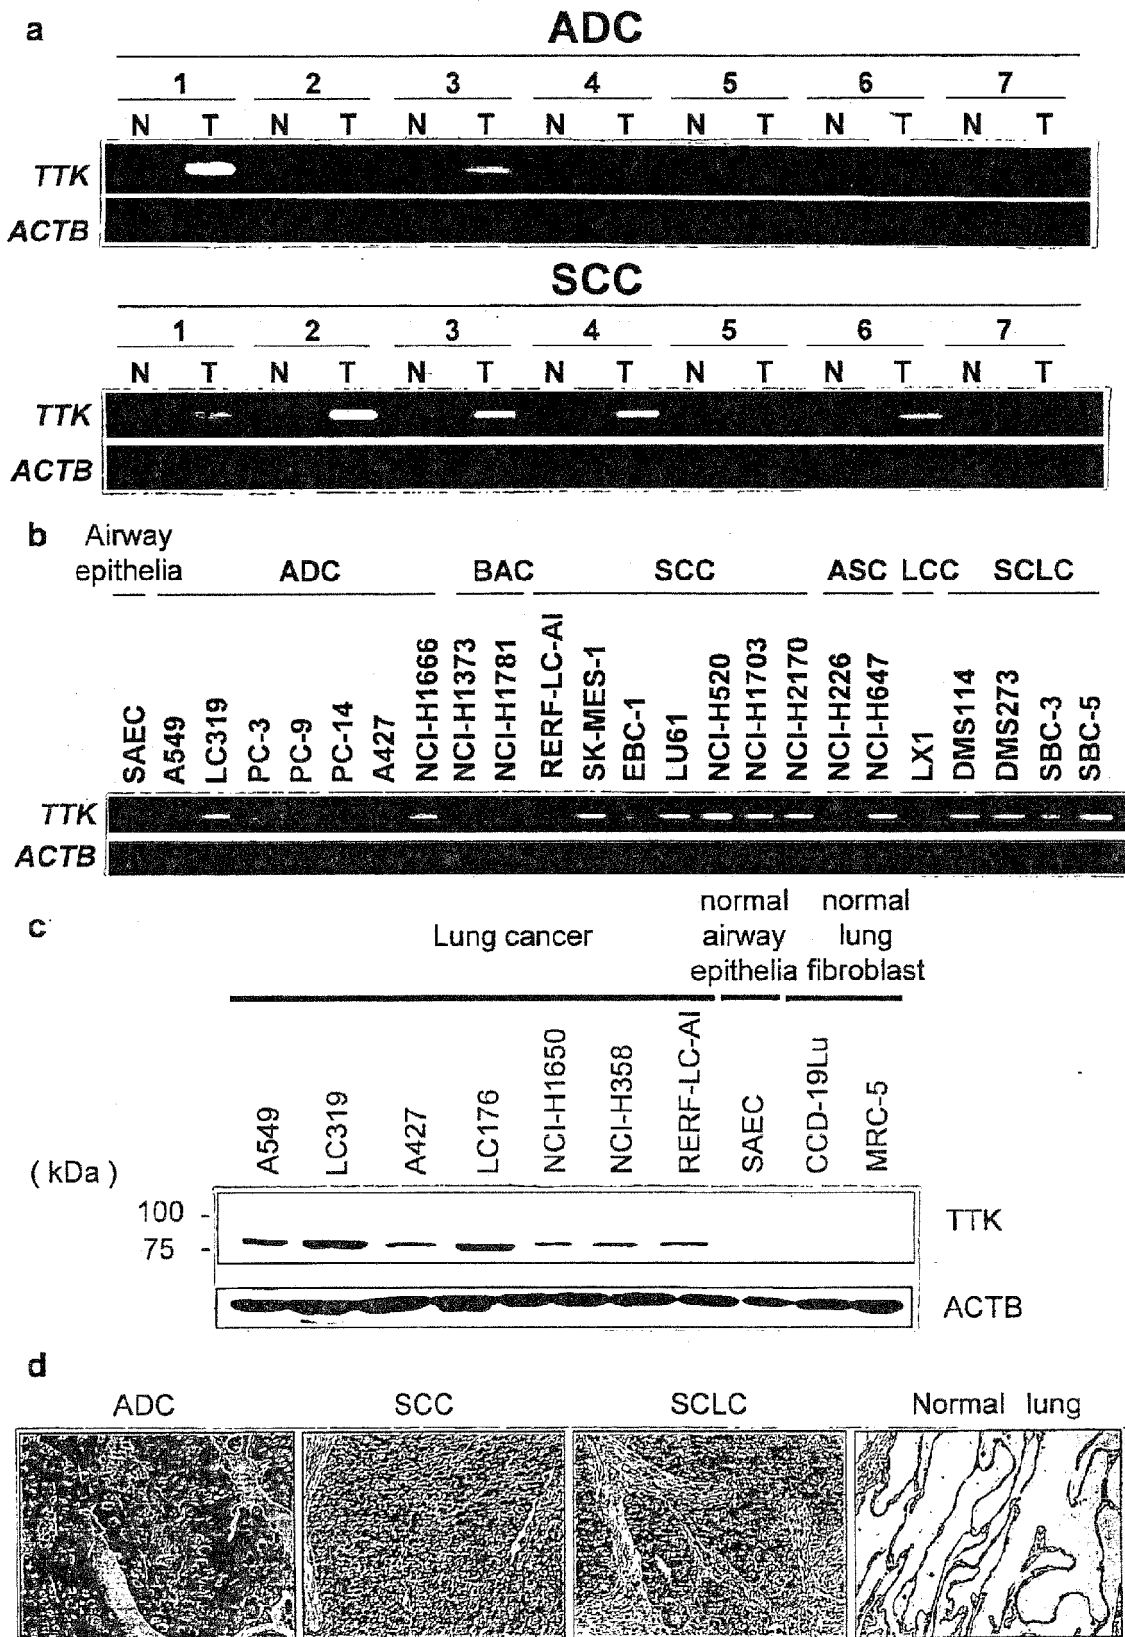 a
ADC
1 2 3 4 5 6 7
N T N T N T N T N T N T N T
TTK
ACTB
SCC
1 2 3 4 5 6 7
N T N T N T N T N T N T N T
TTK
ACTB
b
Airway
epithelia ADC BAC SCC ASC LCC SCLC
SAEC
A549
LC319
PC-3
PC-9
PC-14
A427
NCI-H1666
NCI-H1373
NCI-H1781
RERF-LC-AI
SK-MES-1
EBC-1
LU61
NCI-H520
NCI-H1703
NCI-H2170
NCI-H226
NCI-H647
LX1
DMS114
DMS273
SBC-3
SBC-5
TTK
ACTB
c
Lung cancer
normal
airway
epithelia
normal
lung
fibroblast
A549
LC319
A427
LC176
NCI-H1650
NCI-H358
RERF-LC-AI
SAEC
CCD-19Lu
MRC-5
( kDa )
100 -
75 -
TTK
ACTB
d
ADC SCC SCLC Normal lung